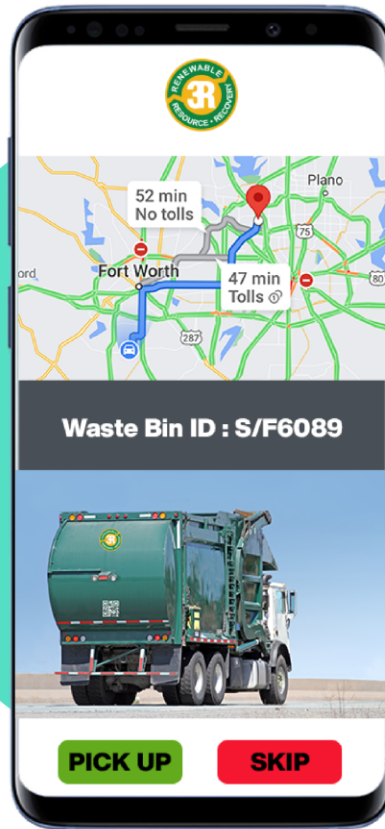 RENEWABLE
3R
RESOURCE • RECOVERY
Plano
52 min
No tolls
75
Fort Worth
47 min
Tolls
80
287
Waste Bin ID : S/F6089
PICK UP
SKIP